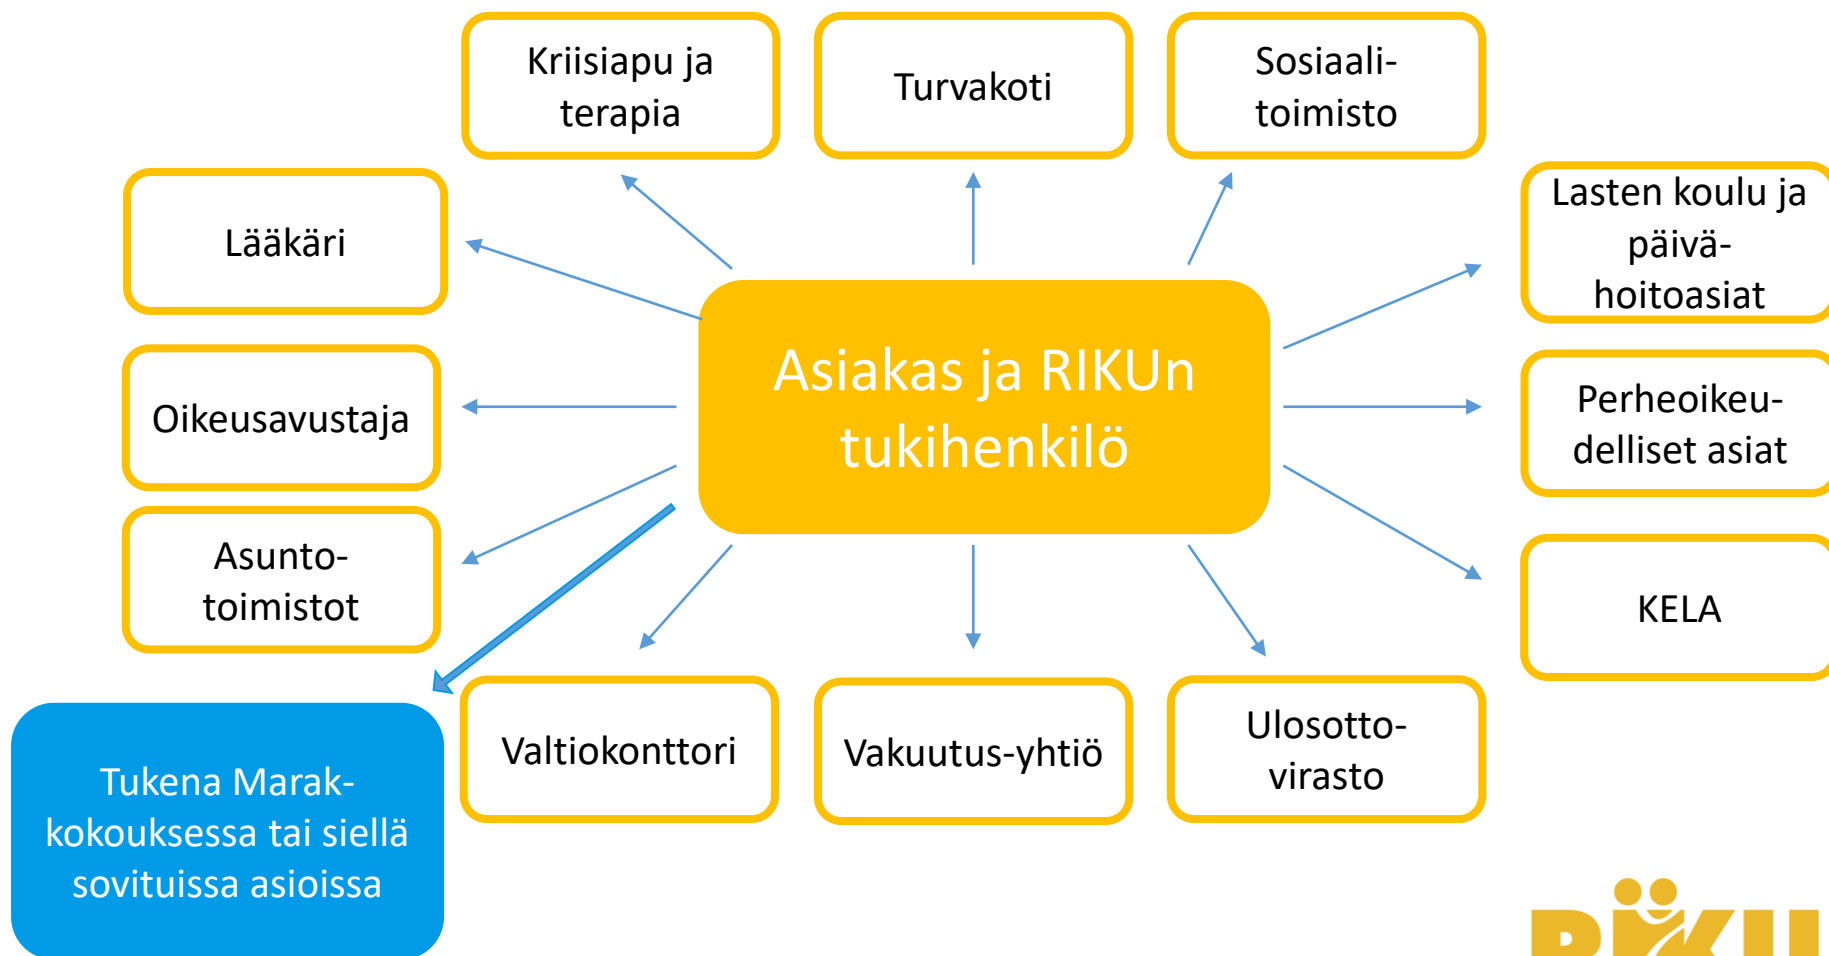 Kriisiapu ja
terapia
Turvakoti
Sosiaali-
toimisto
Lääkäri
Lasten koulu ja
päivä-
hoitoasiat
Asiakas ja RIKUn
tukihenkilö
Oikeusavustaja
Perheoikeu-
delliset asiat
Asunto-
toimistot
KELA
Tukena Marak-
kokouksessa tai siellä
sovituissa asioissa
Valtiokonttori
Vakuutus-yhtiö
Ulosotto-
virasto
RIKU